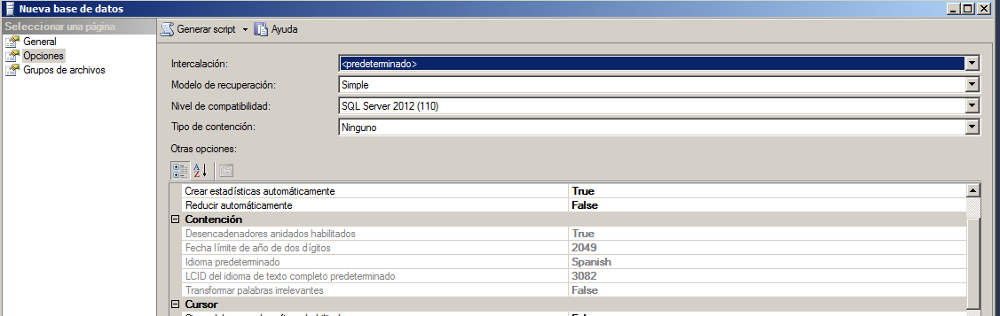 Nueva base de datos
Seleccionar una página
General
Opciones
Grupos de archivos
Generar script
Ayuda
Intercalación: <predeterminado>
Modelo de recuperación: Simple
Nivel de compatibilidad: SQL Server 2012 (110)
Tipo de contención: Ninguno
Otras opciones:
Crear estadísticas automáticamente True
Reducir automáticamente False
Contención
Desencadenadores anidados habilitados True
Fecha límite de año de dos dígitos 2049
Idioma predeterminado Spanish
LCID del idioma de texto completo predeterminado 3082
Transformar palabras irrelevantes False
Cursor